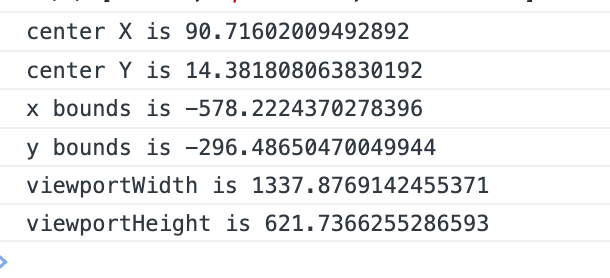 center X is 90.71602009492892
center Y is 14.381808063830192
x bounds is -578.2224370278396
y bounds is -296.48650470049944
viewportWidth is 1337.8769142455371
viewportHeight is 621.7366255286593